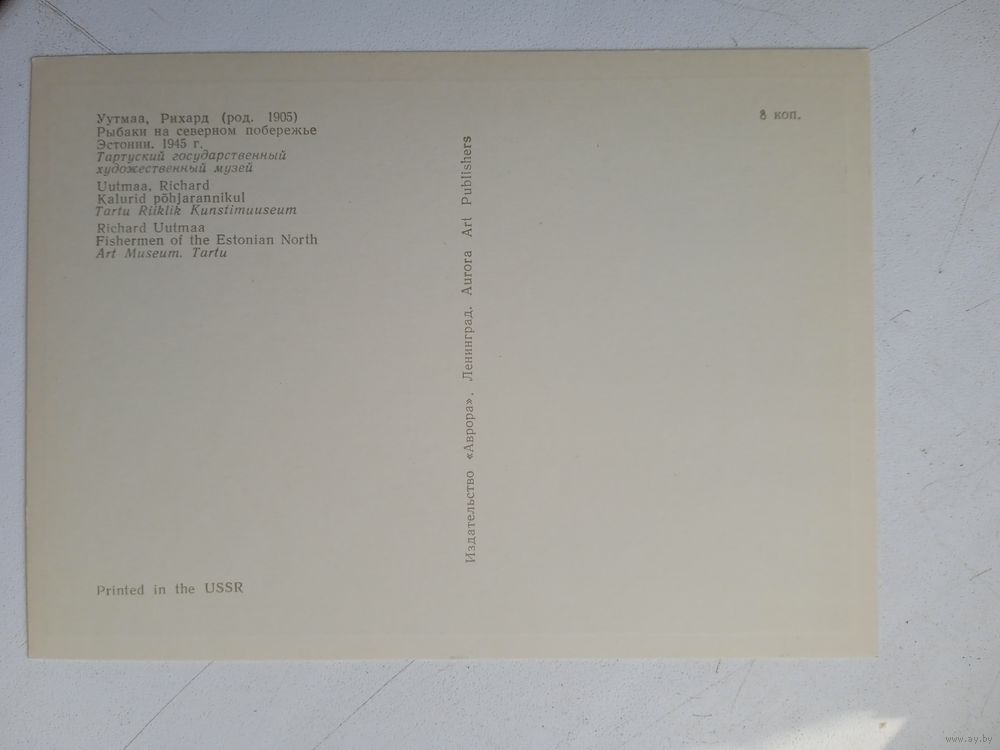 Уутмаа, Рихард (род. 1905)
Рыбаки на северном побережье
Эстонии. 1945 г.
Тартуский государственный
художественный музей
Uutmaa, Richard
Kalurid põhjarannikul
Tartu Riiklik Kunstimuuseum
Richard Uutmaa
Fishermen of the Estonian North
Art Museum. Tartu
Printed in the USSR
Издательство «Аврора». Ленинград. Aurora Art Publishers
8 коп.
www.ay.by